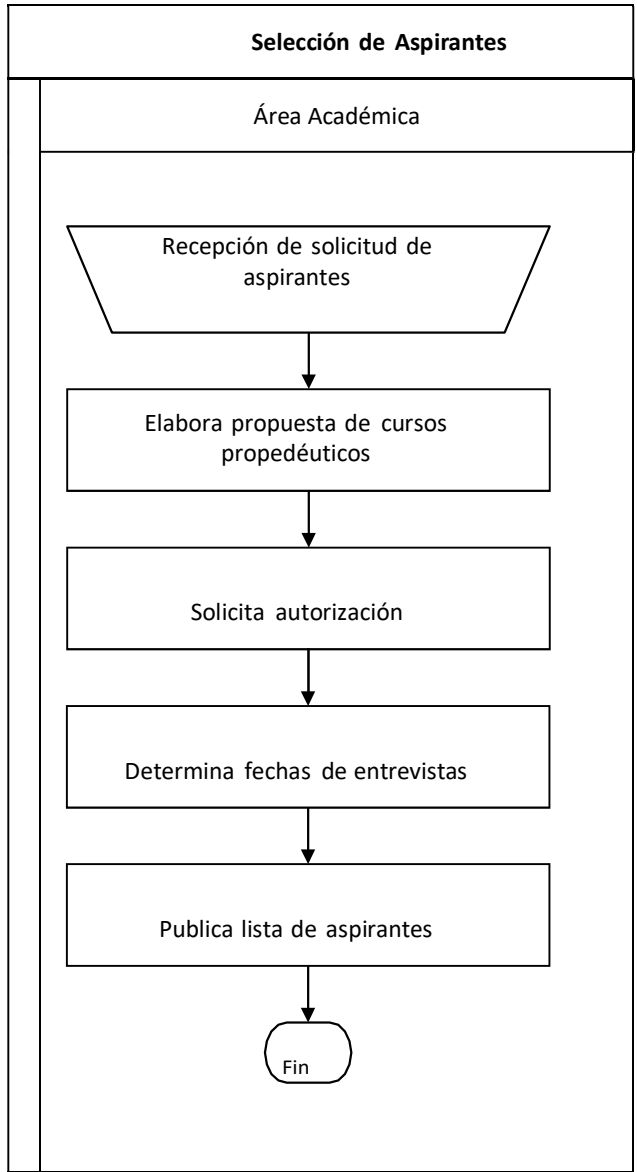 Selección de Aspirantes
Área Académica
Recepción de solicitud de
aspirantes
Elabora propuesta de cursos
propedéuticos
Solicita autorización
Determina fechas de entrevistas
Publica lista de aspirantes
Fin